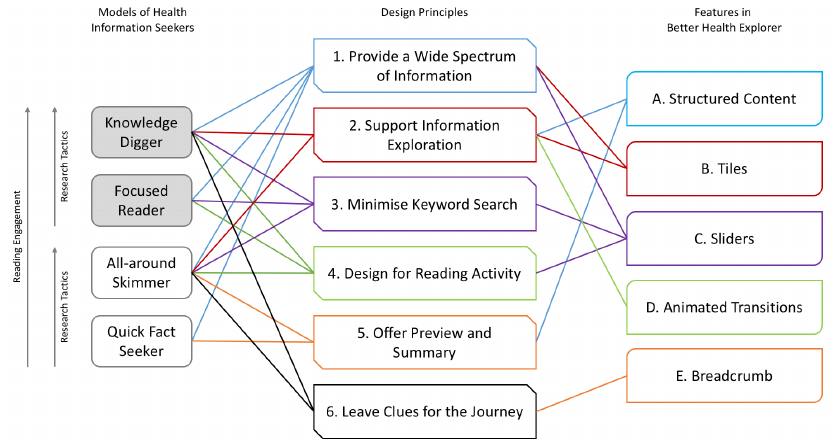 Models of Health
Information Seekers
Design Principles
Features in
Better Health Explorer
Reading Engagement
Research Tactics
Research Tactics
Knowledge
Digger
Focused
Reader
All-around
Skimmer
Quick Fact
Seeker
1. Provide a Wide Spectrum
of Information
2. Support Information
Exploration
3. Minimise Keyword Search
4. Design for Reading Activity
5. Offer Preview and
Summary
6. Leave Clues for the Journey
A. Structured Content
B. Tiles
C. Sliders
D. Animated Transitions
E. Breadcrumb